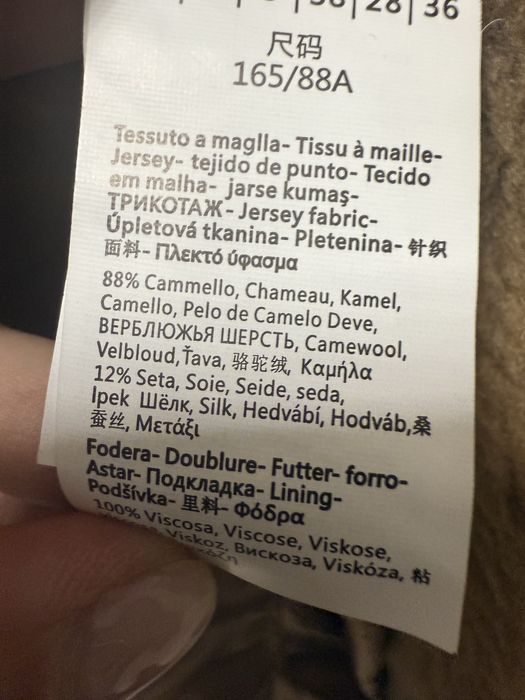 36|28|36
尺码
165/88A
Tessuto a maglla- Tissu à maille-
Jersey- tejido de punto- Tecido
em malha- jarse kumaş-
ТРИКОТАЖ- Jersey fabric-
Úpletová tkanina- Pletenina- 针织
面料- Πλεκτό ύφασμα
88% Cammello, Chameau, Kamel,
Camello, Pelo de Camelo Deve,
ВЕРБЛЮЖЬЯ ШЕРСТЬ, Camewool,
Velbloud,Ťava, 骆驼绒, Καμήλα
12% Seta, Soie, Seide, seda,
Ipek Шёлк, Silk, Hedvábí, Hodváb,桑
蚕丝, Μετάξι
Fodera- Doublure- Futter- forro-
Astar- Подкладка- Lining-
Podšívka- 里料- Φόδρα
100% Viscosa, Viscose, Viskose,
Viskoz, Вискоза, Viskóza, 粘